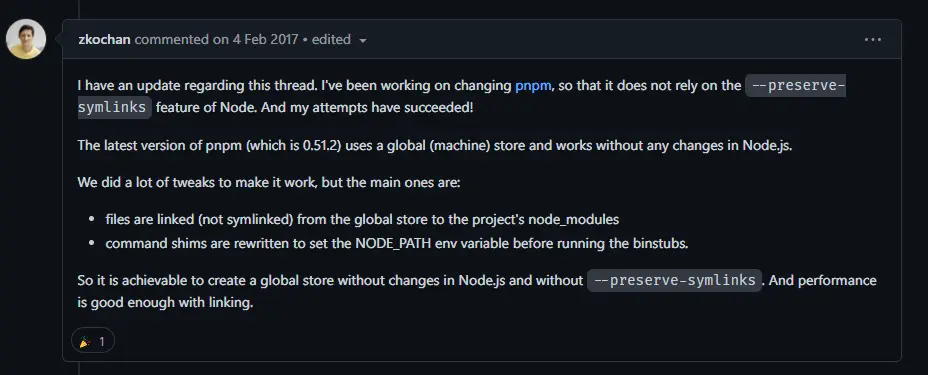 zkochan commented on 4 Feb 2017 • edited
I have an update regarding this thread. I've been working on changing pnpm, so that it does not rely on the --preserve-
symlinks feature of Node. And my attempts have succeeded!
The latest version of pnpm (which is 0.51.2) uses a global (machine) store and works without any changes in Node.js.
We did a lot of tweaks to make it work, but the main ones are:
• files are linked (not symlinked) from the global store to the project's node_modules
• command shims are rewritten to set the NODE_PATH env variable before running the binstubs.
So it is achievable to create a global store without changes in Node.js and without --preserve-symlinks. And performance
is good enough with linking.
🎉 1